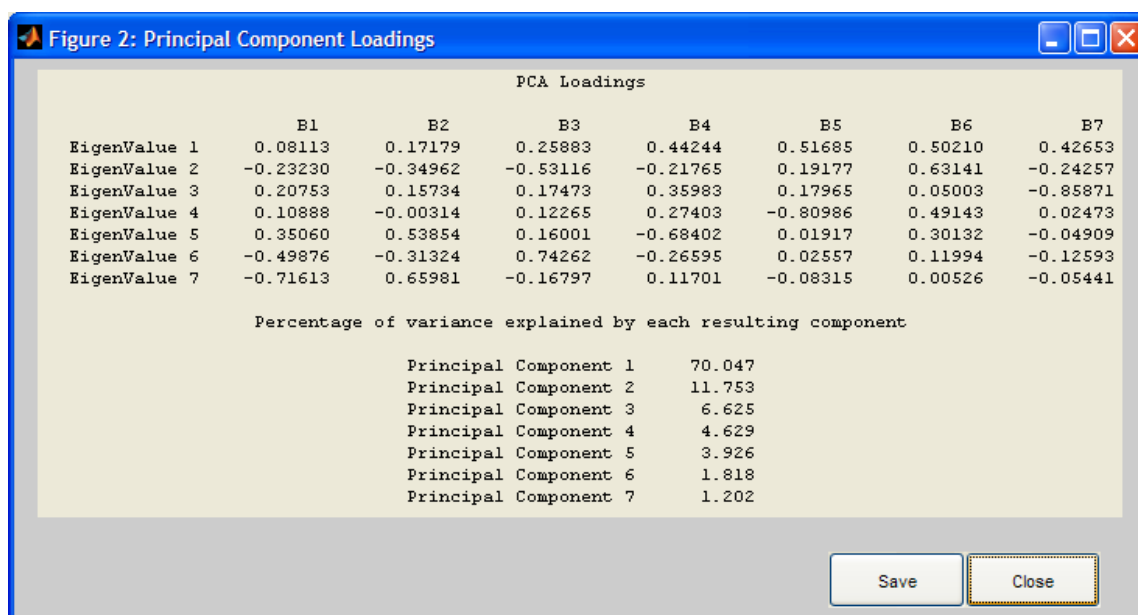 Figure 2: Principal Component Loadings
PCA Loadings
B1 B2 B3 B4 B5 B6 B7
EigenValue 1 0.08113 0.17179 0.25883 0.44244 0.51685 0.50210 0.42653
EigenValue 2 -0.23230 -0.34962 -0.53116 -0.21765 0.19177 0.63141 -0.24257
EigenValue 3 0.20753 0.15734 0.17473 0.35983 0.17965 0.05003 -0.85871
EigenValue 4 0.10888 -0.00314 0.12265 0.27403 -0.80986 0.49143 0.02473
EigenValue 5 0.35060 0.53854 0.16001 -0.68402 0.01917 0.30132 -0.04909
EigenValue 6 -0.49876 -0.31324 0.74262 -0.26595 0.02557 0.11994 -0.12593
EigenValue 7 -0.71613 0.65981 -0.16797 0.11701 -0.08315 0.00526 -0.05441
Percentage of variance explained by each resulting component
Principal Component 1 70.047
Principal Component 2 11.753
Principal Component 3 6.625
Principal Component 4 4.629
Principal Component 5 3.926
Principal Component 6 1.818
Principal Component 7 1.202
Save Close